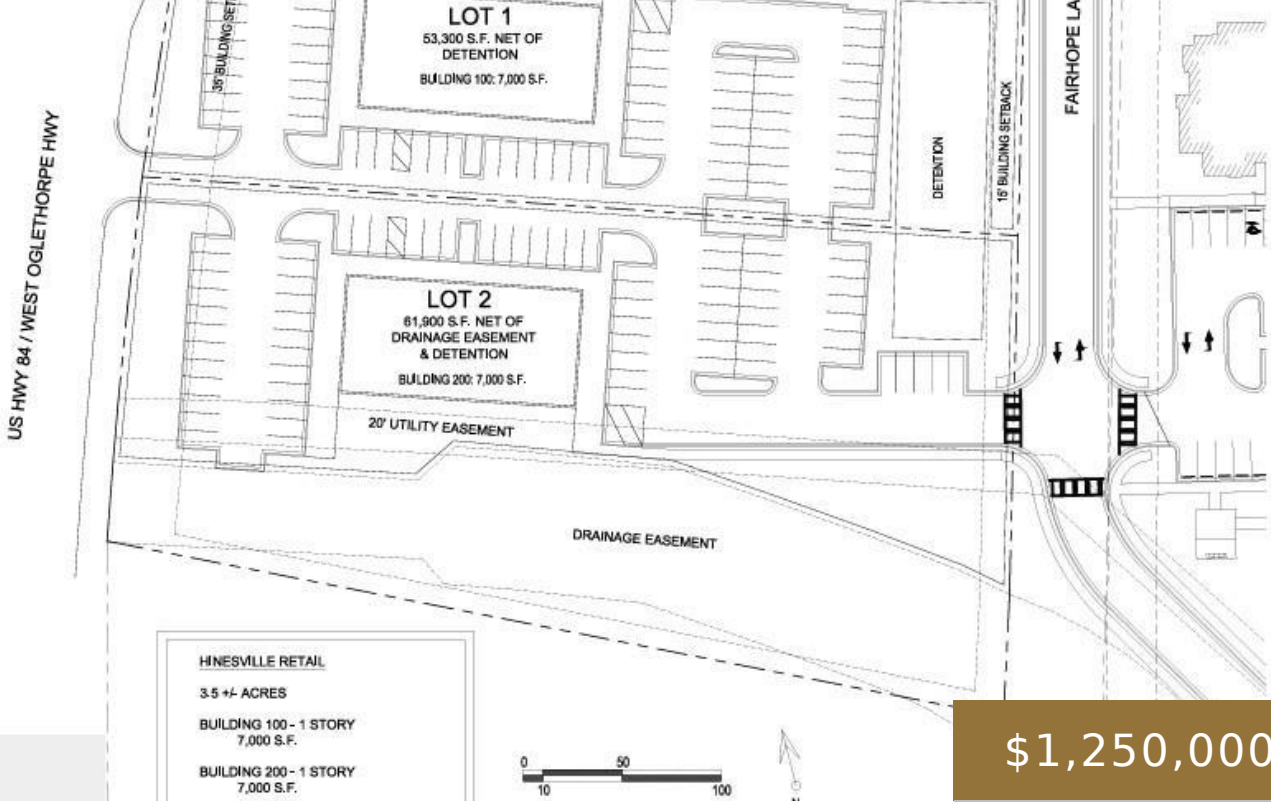 35' BUILDING SET
LOT 1
53,300 S.F. NET OF
DETENTION
BUILDING 100: 7,000 S.F.
DETENTION
15' BUILDING SETBACK
FAIRHOPE LA
US HWY 84 / WEST OGLETHORPE HWY
LOT 2
61,900 S.F. NET OF
DRAINAGE EASEMENT
& DETENTION
BUILDING 200: 7,000 S.F.
20' UTILITY EASEMENT
DRAINAGE EASEMENT
HINESVILLE RETAIL
3.5 +/- ACRES
BUILDING 100 - 1 STORY
7,000 S.F.
BUILDING 200 - 1 STORY
7,000 S.F.
0 50
10 100
N
$1,250,000